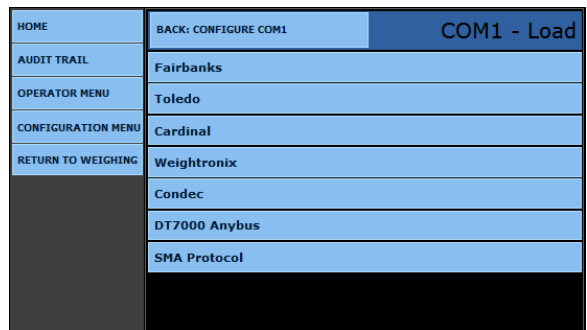 HOME
AUDIT TRAIL
OPERATOR MENU
CONFIGURATION MENU
RETURN TO WEIGHING
BACK: CONFIGURE COM1
COM1 - Load
Fairbanks
Toledo
Cardinal
Weightronix
Condec
DT7000 Anybus
SMA Protocol